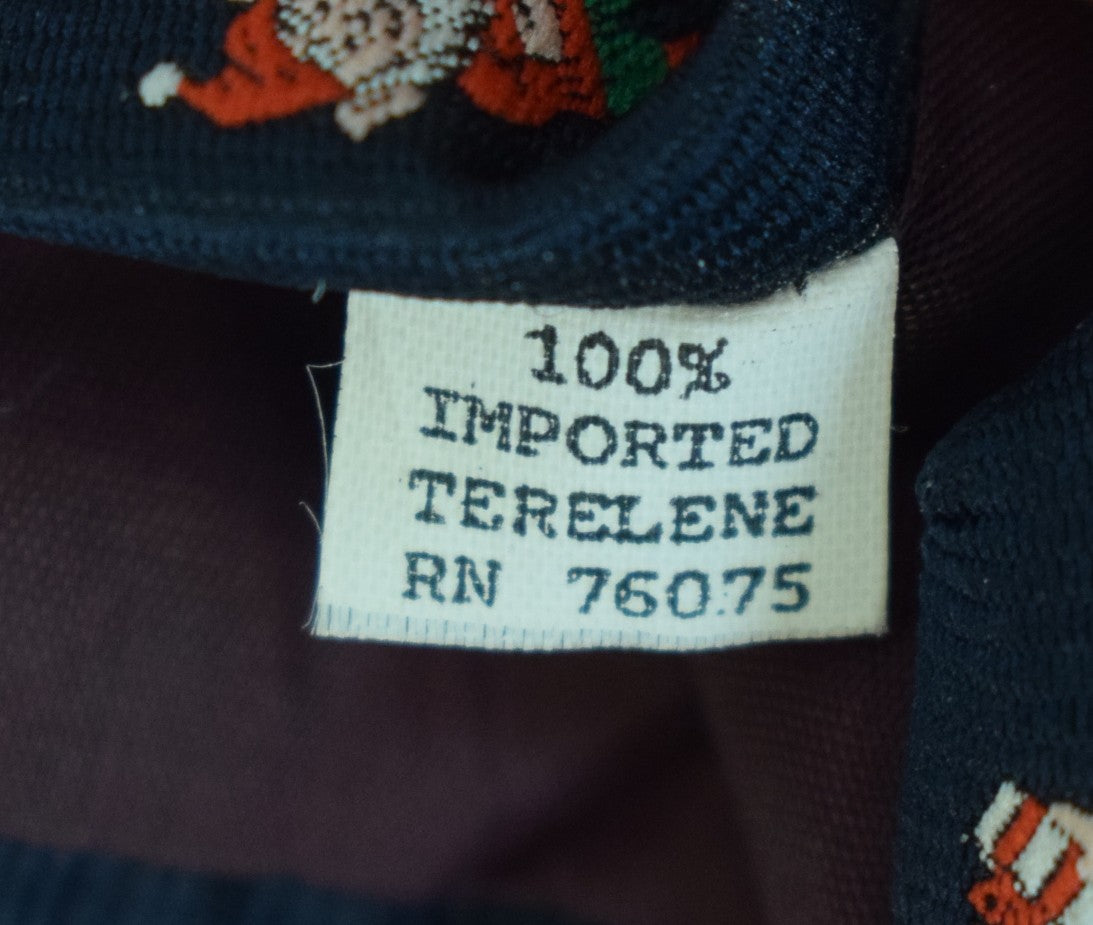 100%
IMPORTED
TERELENE
RN 76075